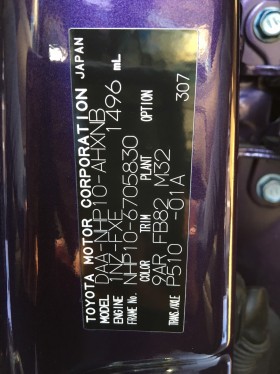 TOYOTA MOTOR CORPORATION JAPAN
MODEL DAA-NHP10-AHXNB
ENGINE 1NZ-FXE 1496 mL
FRAME No. NHP10-6705830
COLOR TRIM PLANT OPTION
9AR FB82 M32
TRANS./AXLE P510 -01A 307